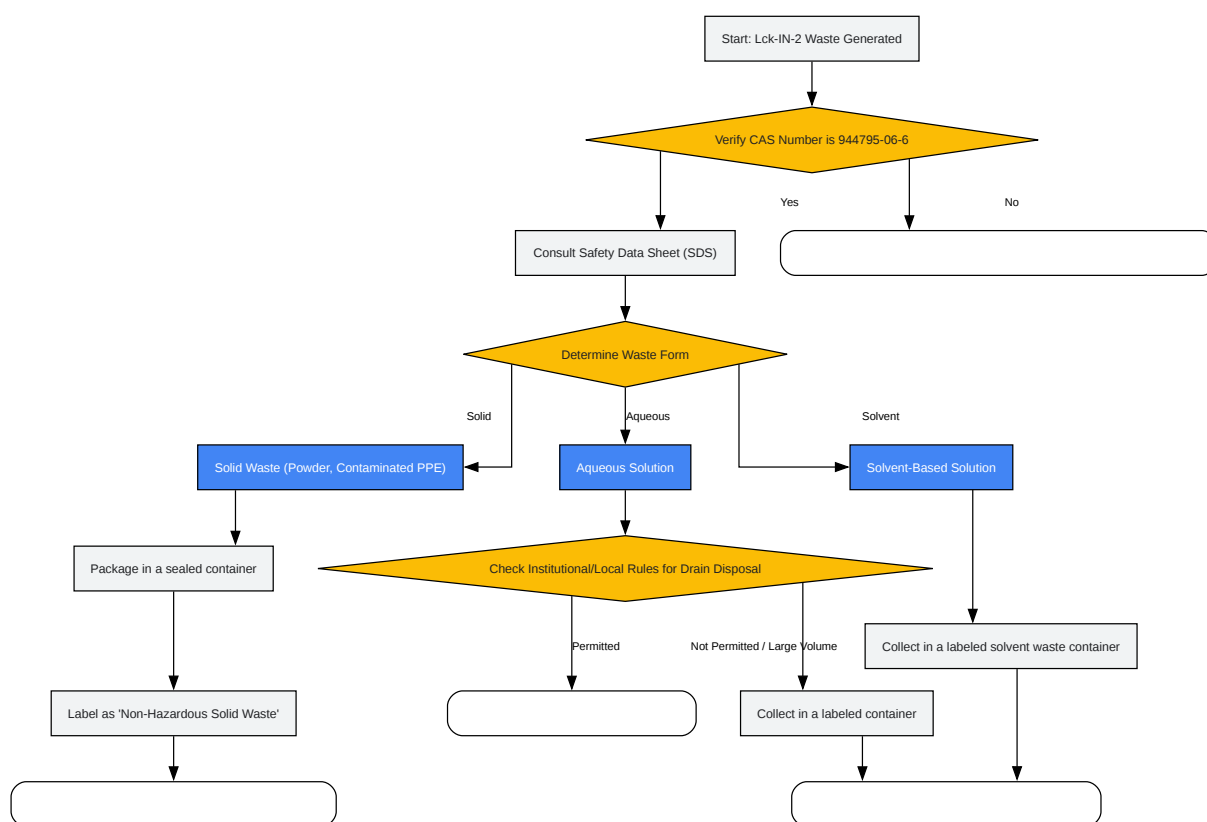 Start: Lck-IN-2 Waste Generated
Verify CAS Number is 944795-06-6
Yes
No
Consult Safety Data Sheet (SDS)
Determine Waste Form
Solid
Aqueous
Solvent
Solid Waste (Powder, Contaminated PPE)
Aqueous Solution
Solvent-Based Solution
Package in a sealed container
Check Institutional/Local Rules for Drain Disposal
Permitted
Not Permitted / Large Volume
Collect in a labeled solvent waste container
Label as 'Non-Hazardous Solid Waste'
Collect in a labeled container